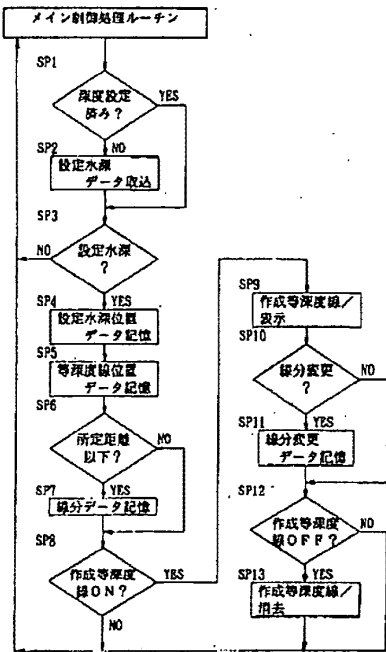 メイン制御処理ルーチン
SP1
深度設定
済み？
YES
NO
SP2
設定水深
データ取込
SP3
設定水深
？
NO
YES
SP4
設定水深位置
データ記憶
SP5
等深度線位置
データ記憶
SP6
所定距離
以下？
NO
YES
SP7
線分データ記憶
SP8
作成等深度
線ON？
YES
NO
SP9
作成等深度線／
表示
SP10
線分変更
？
NO
YES
SP11
線分変更
データ記憶
SP12
作成等深度
線OFF？
NO
YES
SP13
作成等深度線／
消去